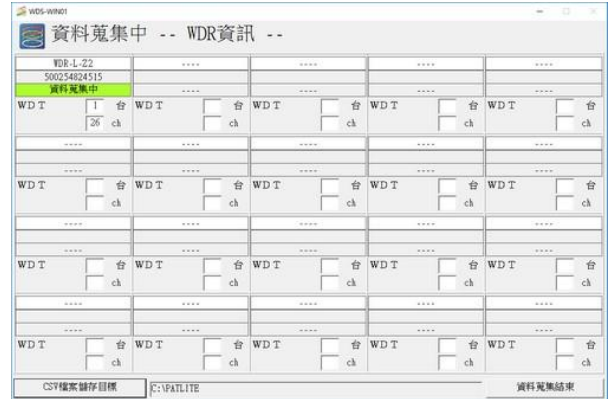 WDS-WIN01
資料蒐集中 -- WDR資訊 --
WDR-L-Z2 ---- ---- ---- ----
500254824515
資料蒐集中 ---- ---- ---- ----
WDT 1 台 WDT 台 WDT 台 WDT 台 WDT 台
26 ch ch ch ch ch
---- ---- ---- ---- ----
---- ---- ---- ---- ----
WDT 台 WDT 台 WDT 台 WDT 台 WDT 台
ch ch ch ch ch
---- ---- ---- ---- ----
---- ---- ---- ---- ----
WDT 台 WDT 台 WDT 台 WDT 台 WDT 台
ch ch ch ch ch
---- ---- ---- ---- ----
---- ---- ---- ---- ----
WDT 台 WDT 台 WDT 台 WDT 台 WDT 台
ch ch ch ch ch
CSV檔案儲存目標 C:\PATLITE 資料蒐集結束